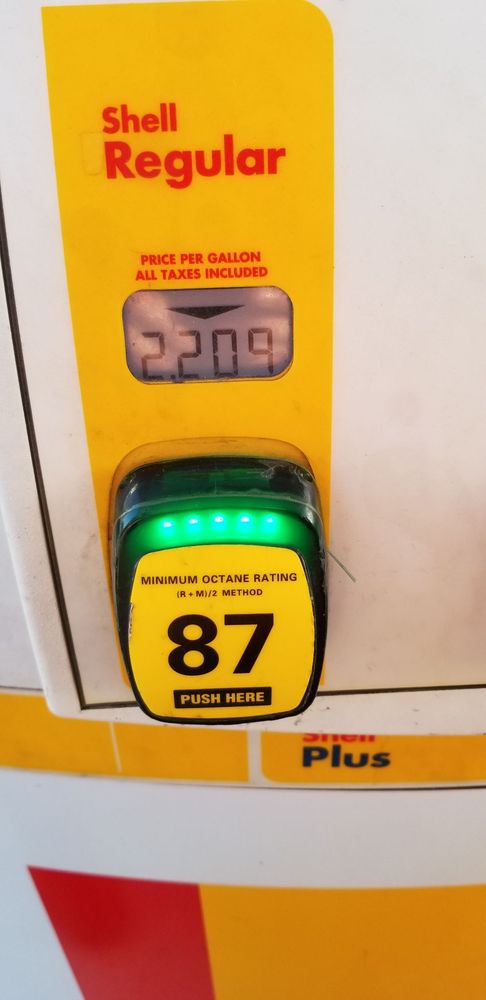 Shell
Regular
PRICE PER GALLON
ALL TAXES INCLUDED
2.209
MINIMUM OCTANE RATING
(R + M)/2 METHOD
87
PUSH HERE
Shell
Plus